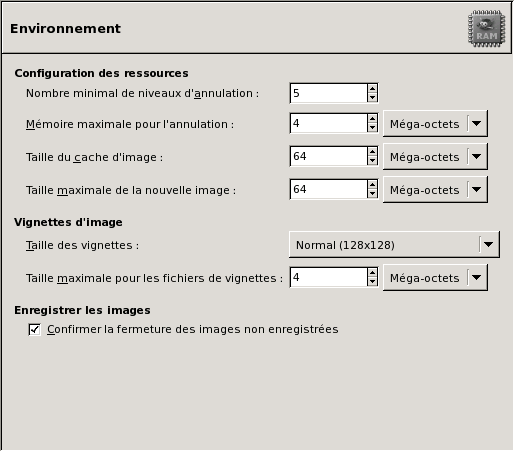 Environnement
RAM
Configuration des ressources
Nombre minimal de niveaux d'annulation : 5
Mémoire maximale pour l'annulation : 4 Méga-octets
Taille du cache d'image : 64 Méga-octets
Taille maximale de la nouvelle image : 64 Méga-octets
Vignettes d'image
Taille des vignettes : Normal (128x128)
Taille maximale pour les fichiers de vignettes : 4 Méga-octets
Enregistrer les images
Confirmer la fermeture des images non enregistrées